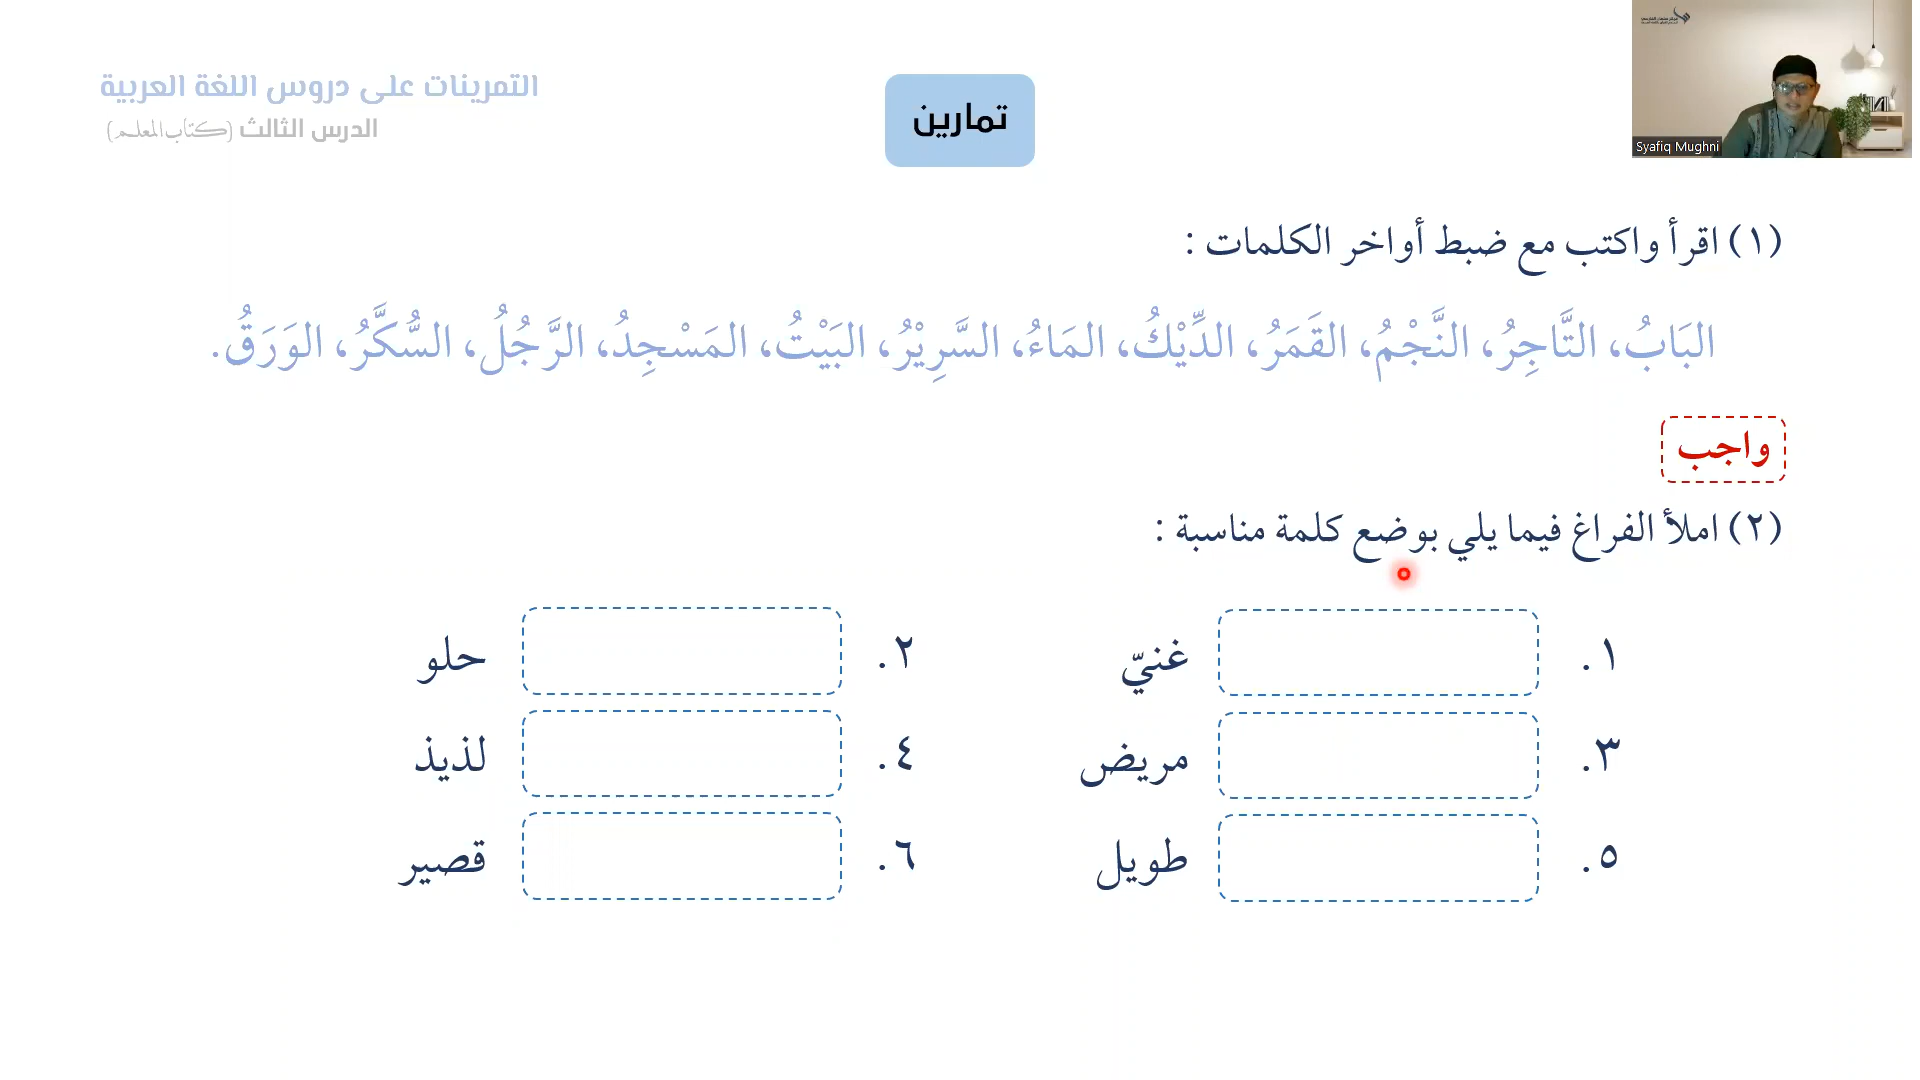 التمرينات على دروس اللغة العربية
الدرس الثالث (كتاب المعلم)
تمارين
Syafiq Mughni
(١) اقرأ واكتب مع ضبط أواخر الكلمات :
البَابُ، التَّاجِرُ، النَّجْمُ، القَمَرُ، الدِّيْكُ، المَاءُ، السَّرِيْرُ، البَيْتُ، المَسْجِدُ، الرَّجُلُ، السُّكَّرُ، الوَرَقُ.
واجب
(٢) املأ الفراغ فيما يلي بوضع كلمة مناسبة :
١. غنيّ ٢. حلو
٣. مريض ٤. لذيذ
٥. طويل ٦. قصير